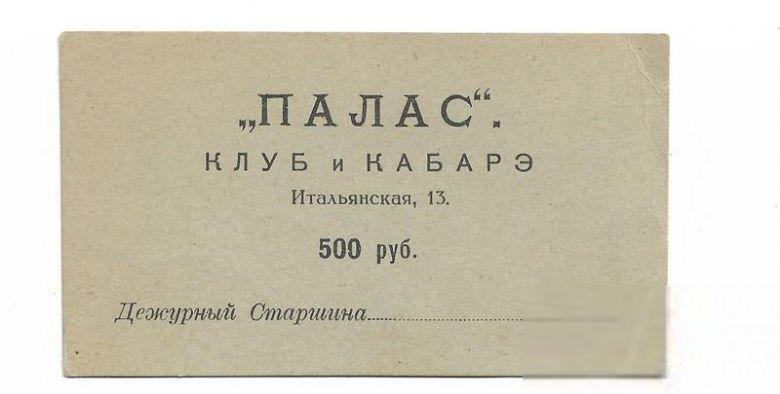 „ПАЛАС“.
КЛУБ и КАБАРЭ
Итальянская, 13.
500 руб.
Дежурный Старшина